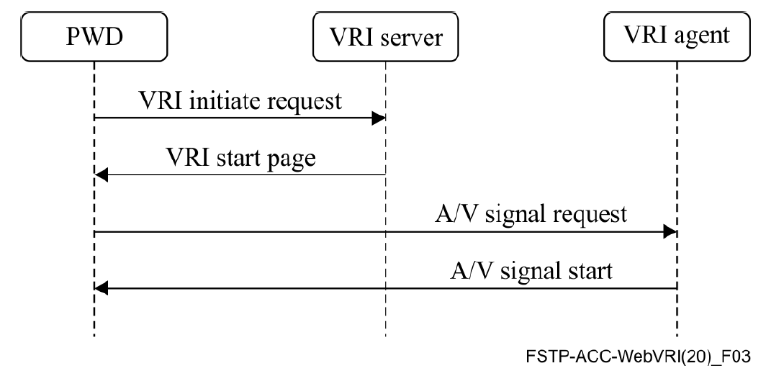 PWD
VRI server
VRI agent
VRI initiate request
VRI start page
A/V signal request
A/V signal start
FSTP-ACC-WebVRI(20)_F03